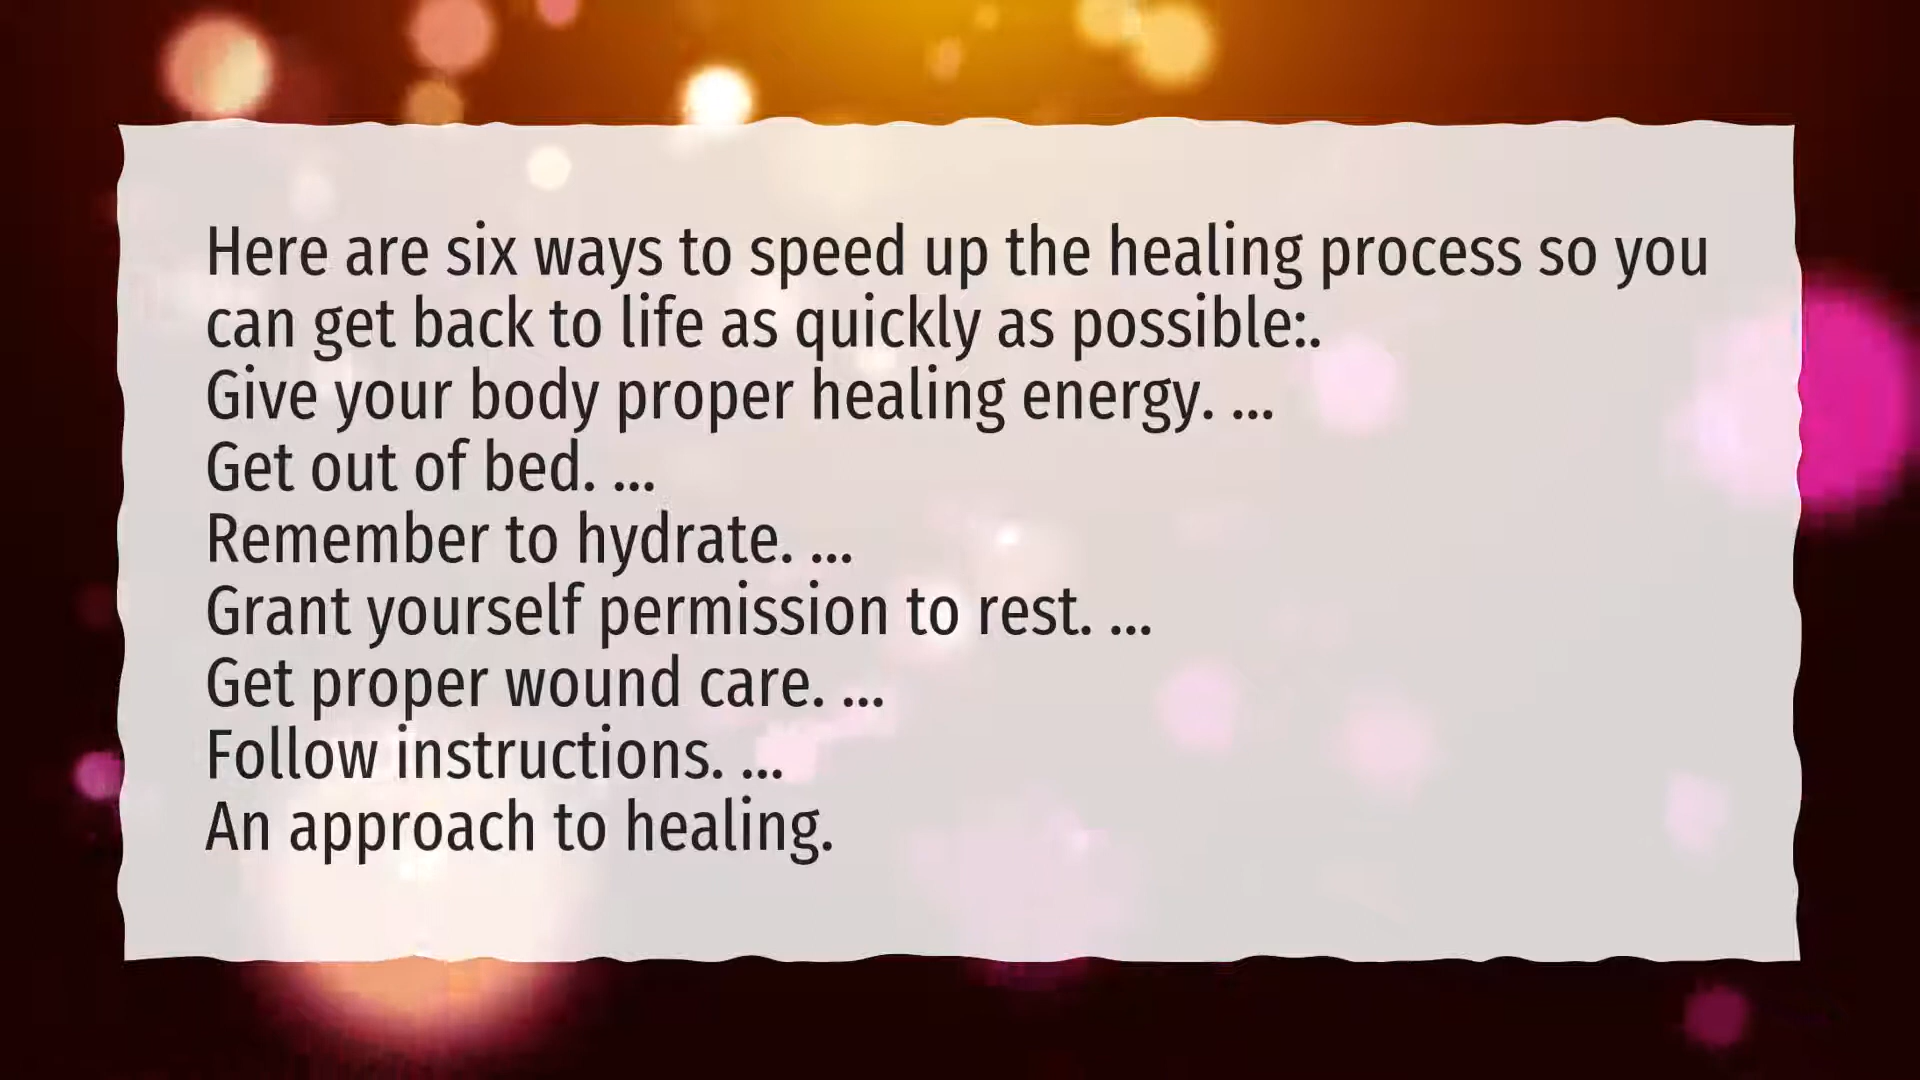 Here are six ways to speed up the healing process so you
can get back to life as quickly as possible:.
Give your body proper healing energy. ...
Get out of bed. ...
Remember to hydrate. ...
Grant yourself permission to rest. ...
Get proper wound care. ...
Follow instructions. ...
An approach to healing.